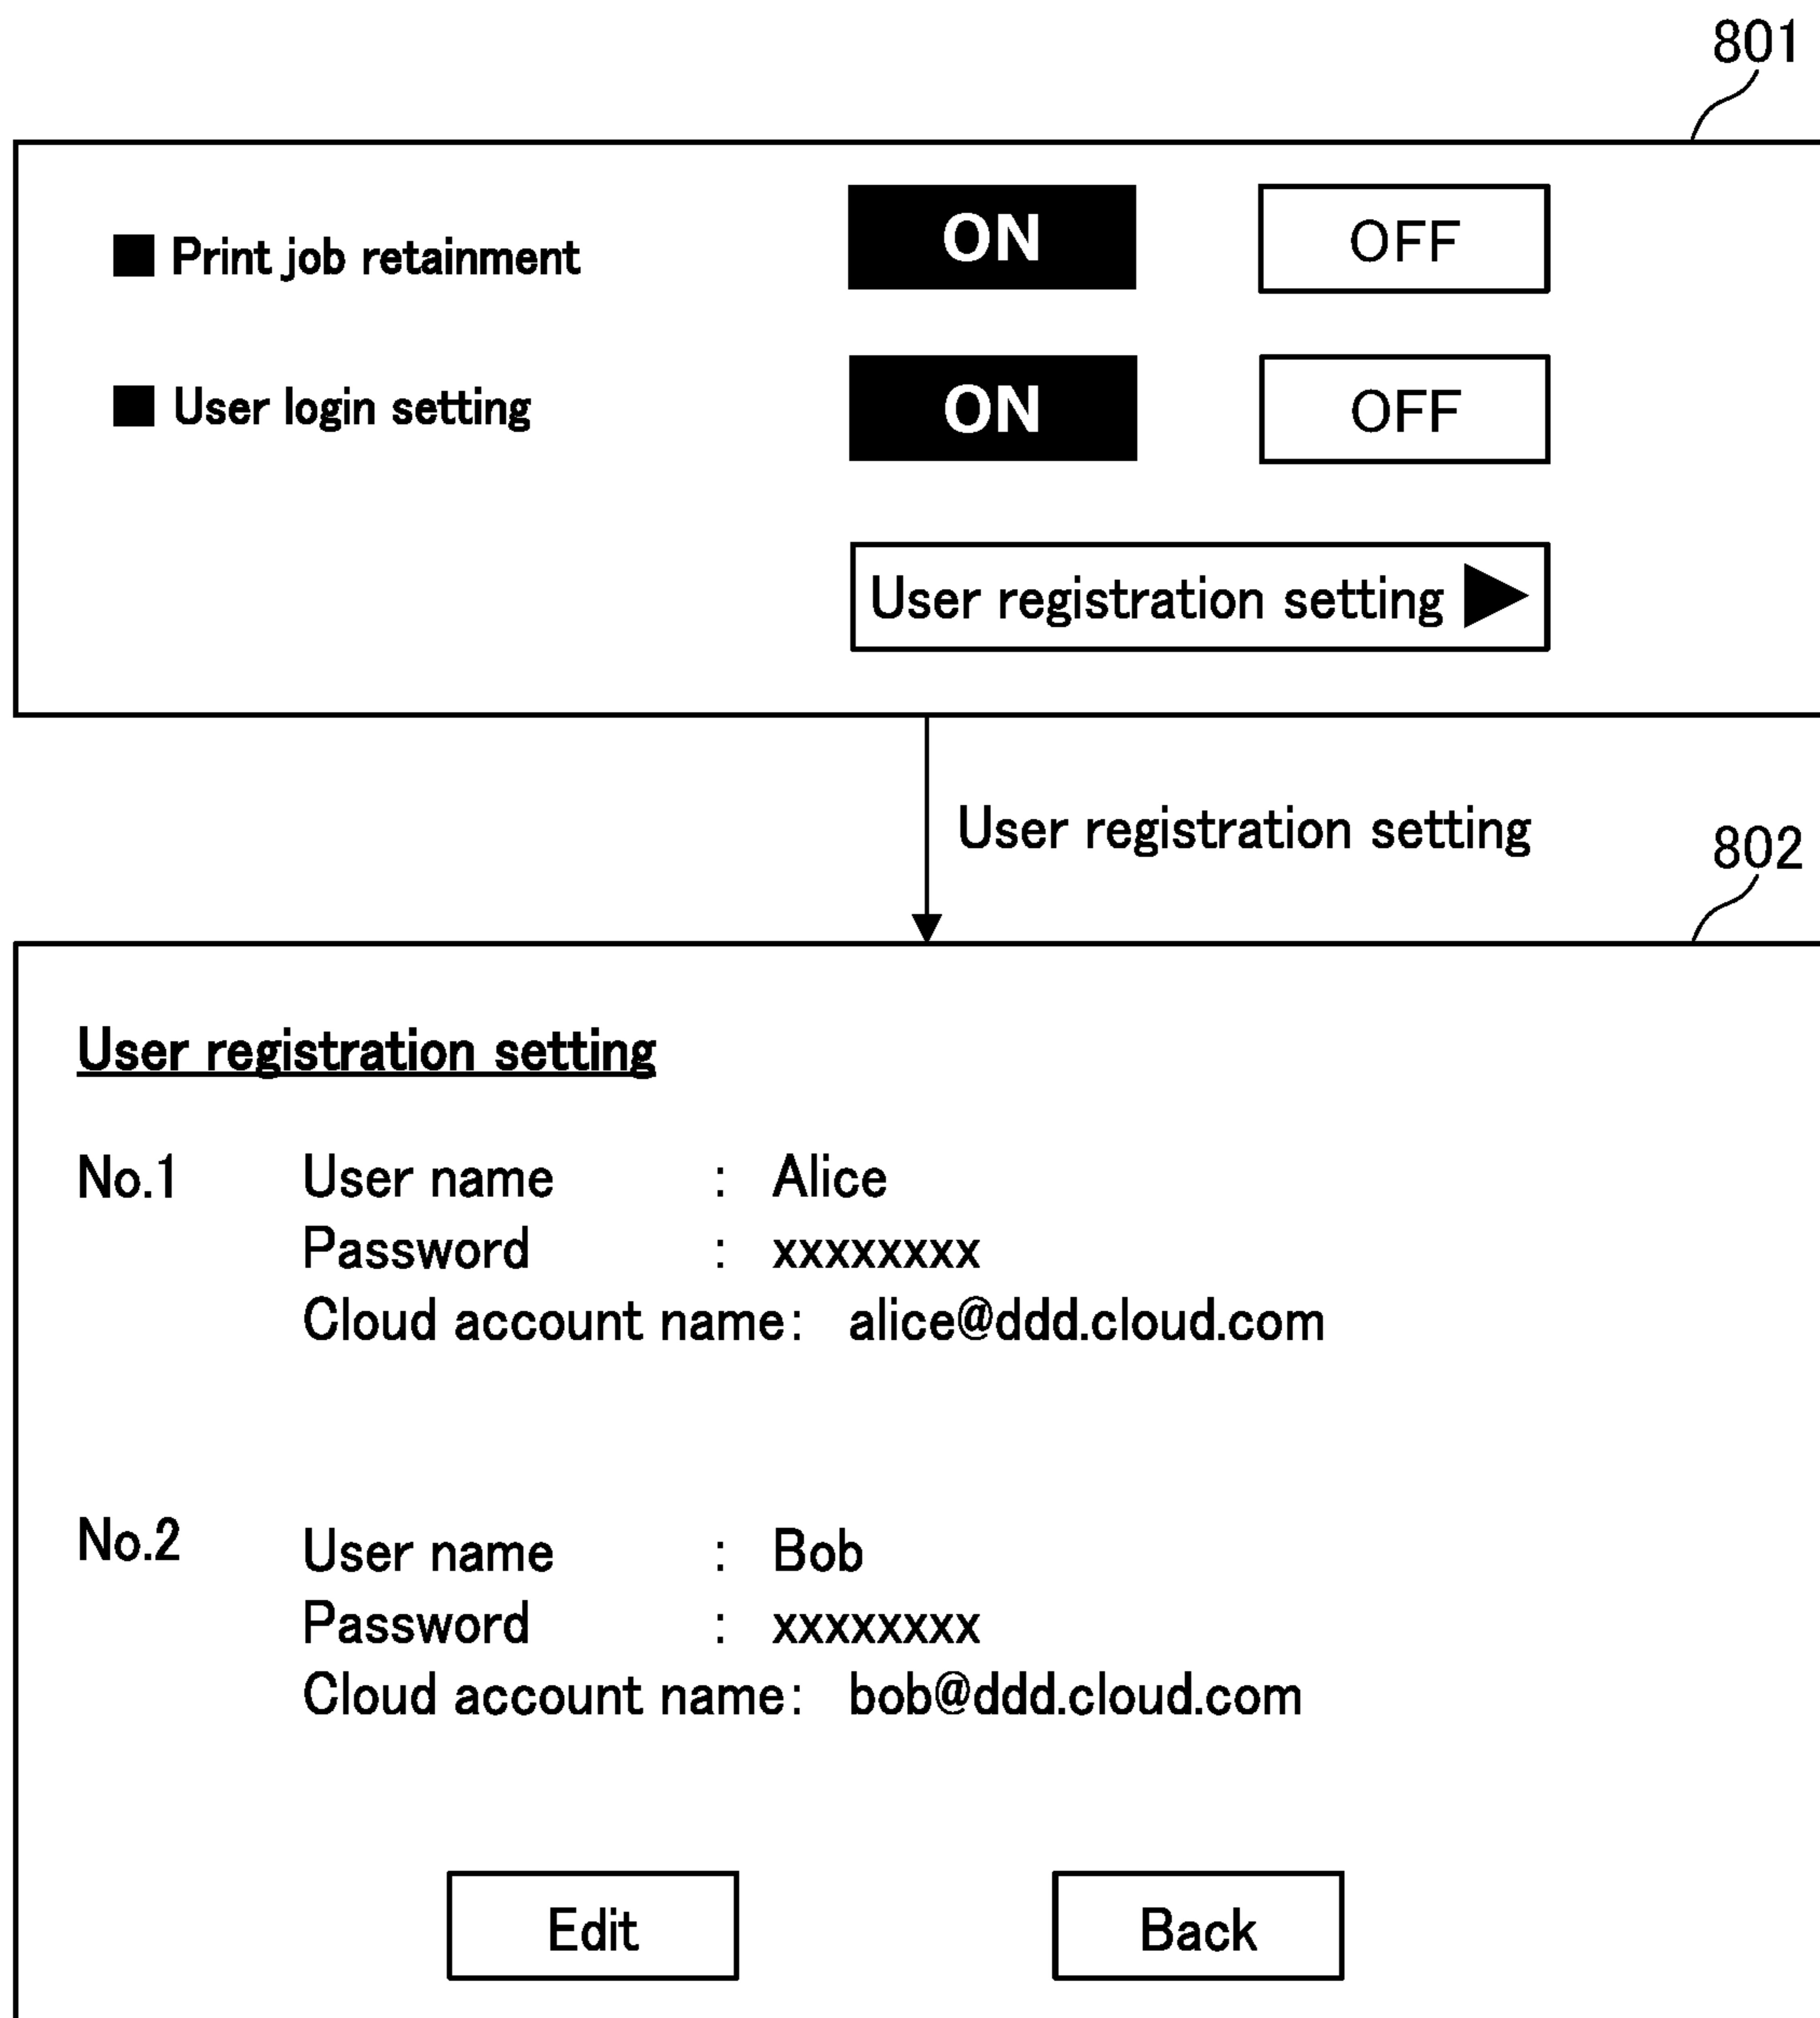 801
■ Print job retainment ON OFF
■ User login setting ON OFF
User registration setting ▶
User registration setting
802
User registration setting
No.1 User name : Alice
Password : xxxxxxxx
Cloud account name: alice@ddd.cloud.com
No.2 User name : Bob
Password : xxxxxxxx
Cloud account name: bob@ddd.cloud.com
Edit Back